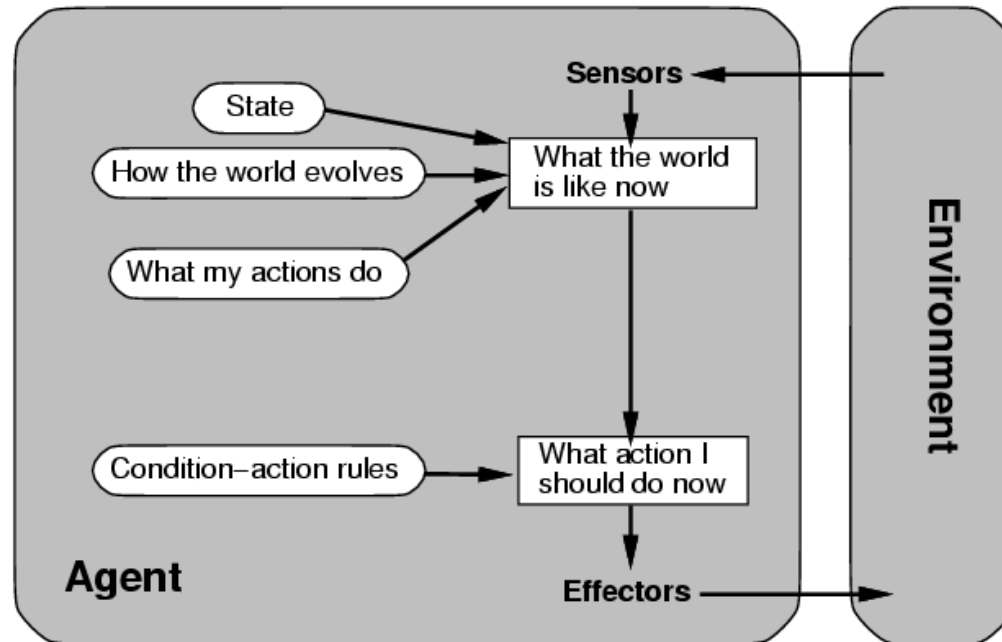 Sensors
State
What the world
is like now
How the world evolves
What my actions do
Environment
Condition−action rules
What action I
should do now
Agent
Effectors